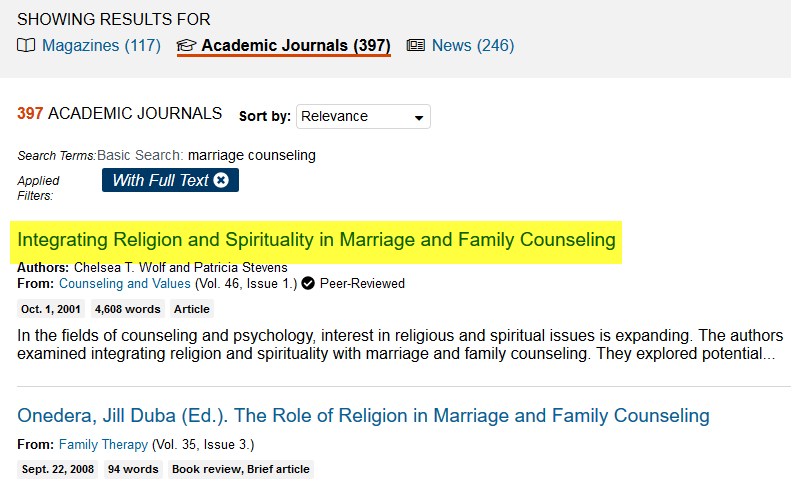 SHOWING RESULTS FOR
Magazines (117) Academic Journals (397) News (246)
397 ACADEMIC JOURNALS Sort by: Relevance
Search Terms:Basic Search: marriage counseling
Applied Filters: With Full Text
Integrating Religion and Spirituality in Marriage and Family Counseling
Authors: Chelsea T. Wolf and Patricia Stevens
From: Counseling and Values (Vol. 46, Issue 1.) Peer-Reviewed
Oct. 1, 2001 4,608 words Article
In the fields of counseling and psychology, interest in religious and spiritual issues is expanding. The authors
examined integrating religion and spirituality with marriage and family counseling. They explored potential...
Onedera, Jill Duba (Ed.). The Role of Religion in Marriage and Family Counseling
From: Family Therapy (Vol. 35, Issue 3.)
Sept. 22, 2008 94 words Book review, Brief article